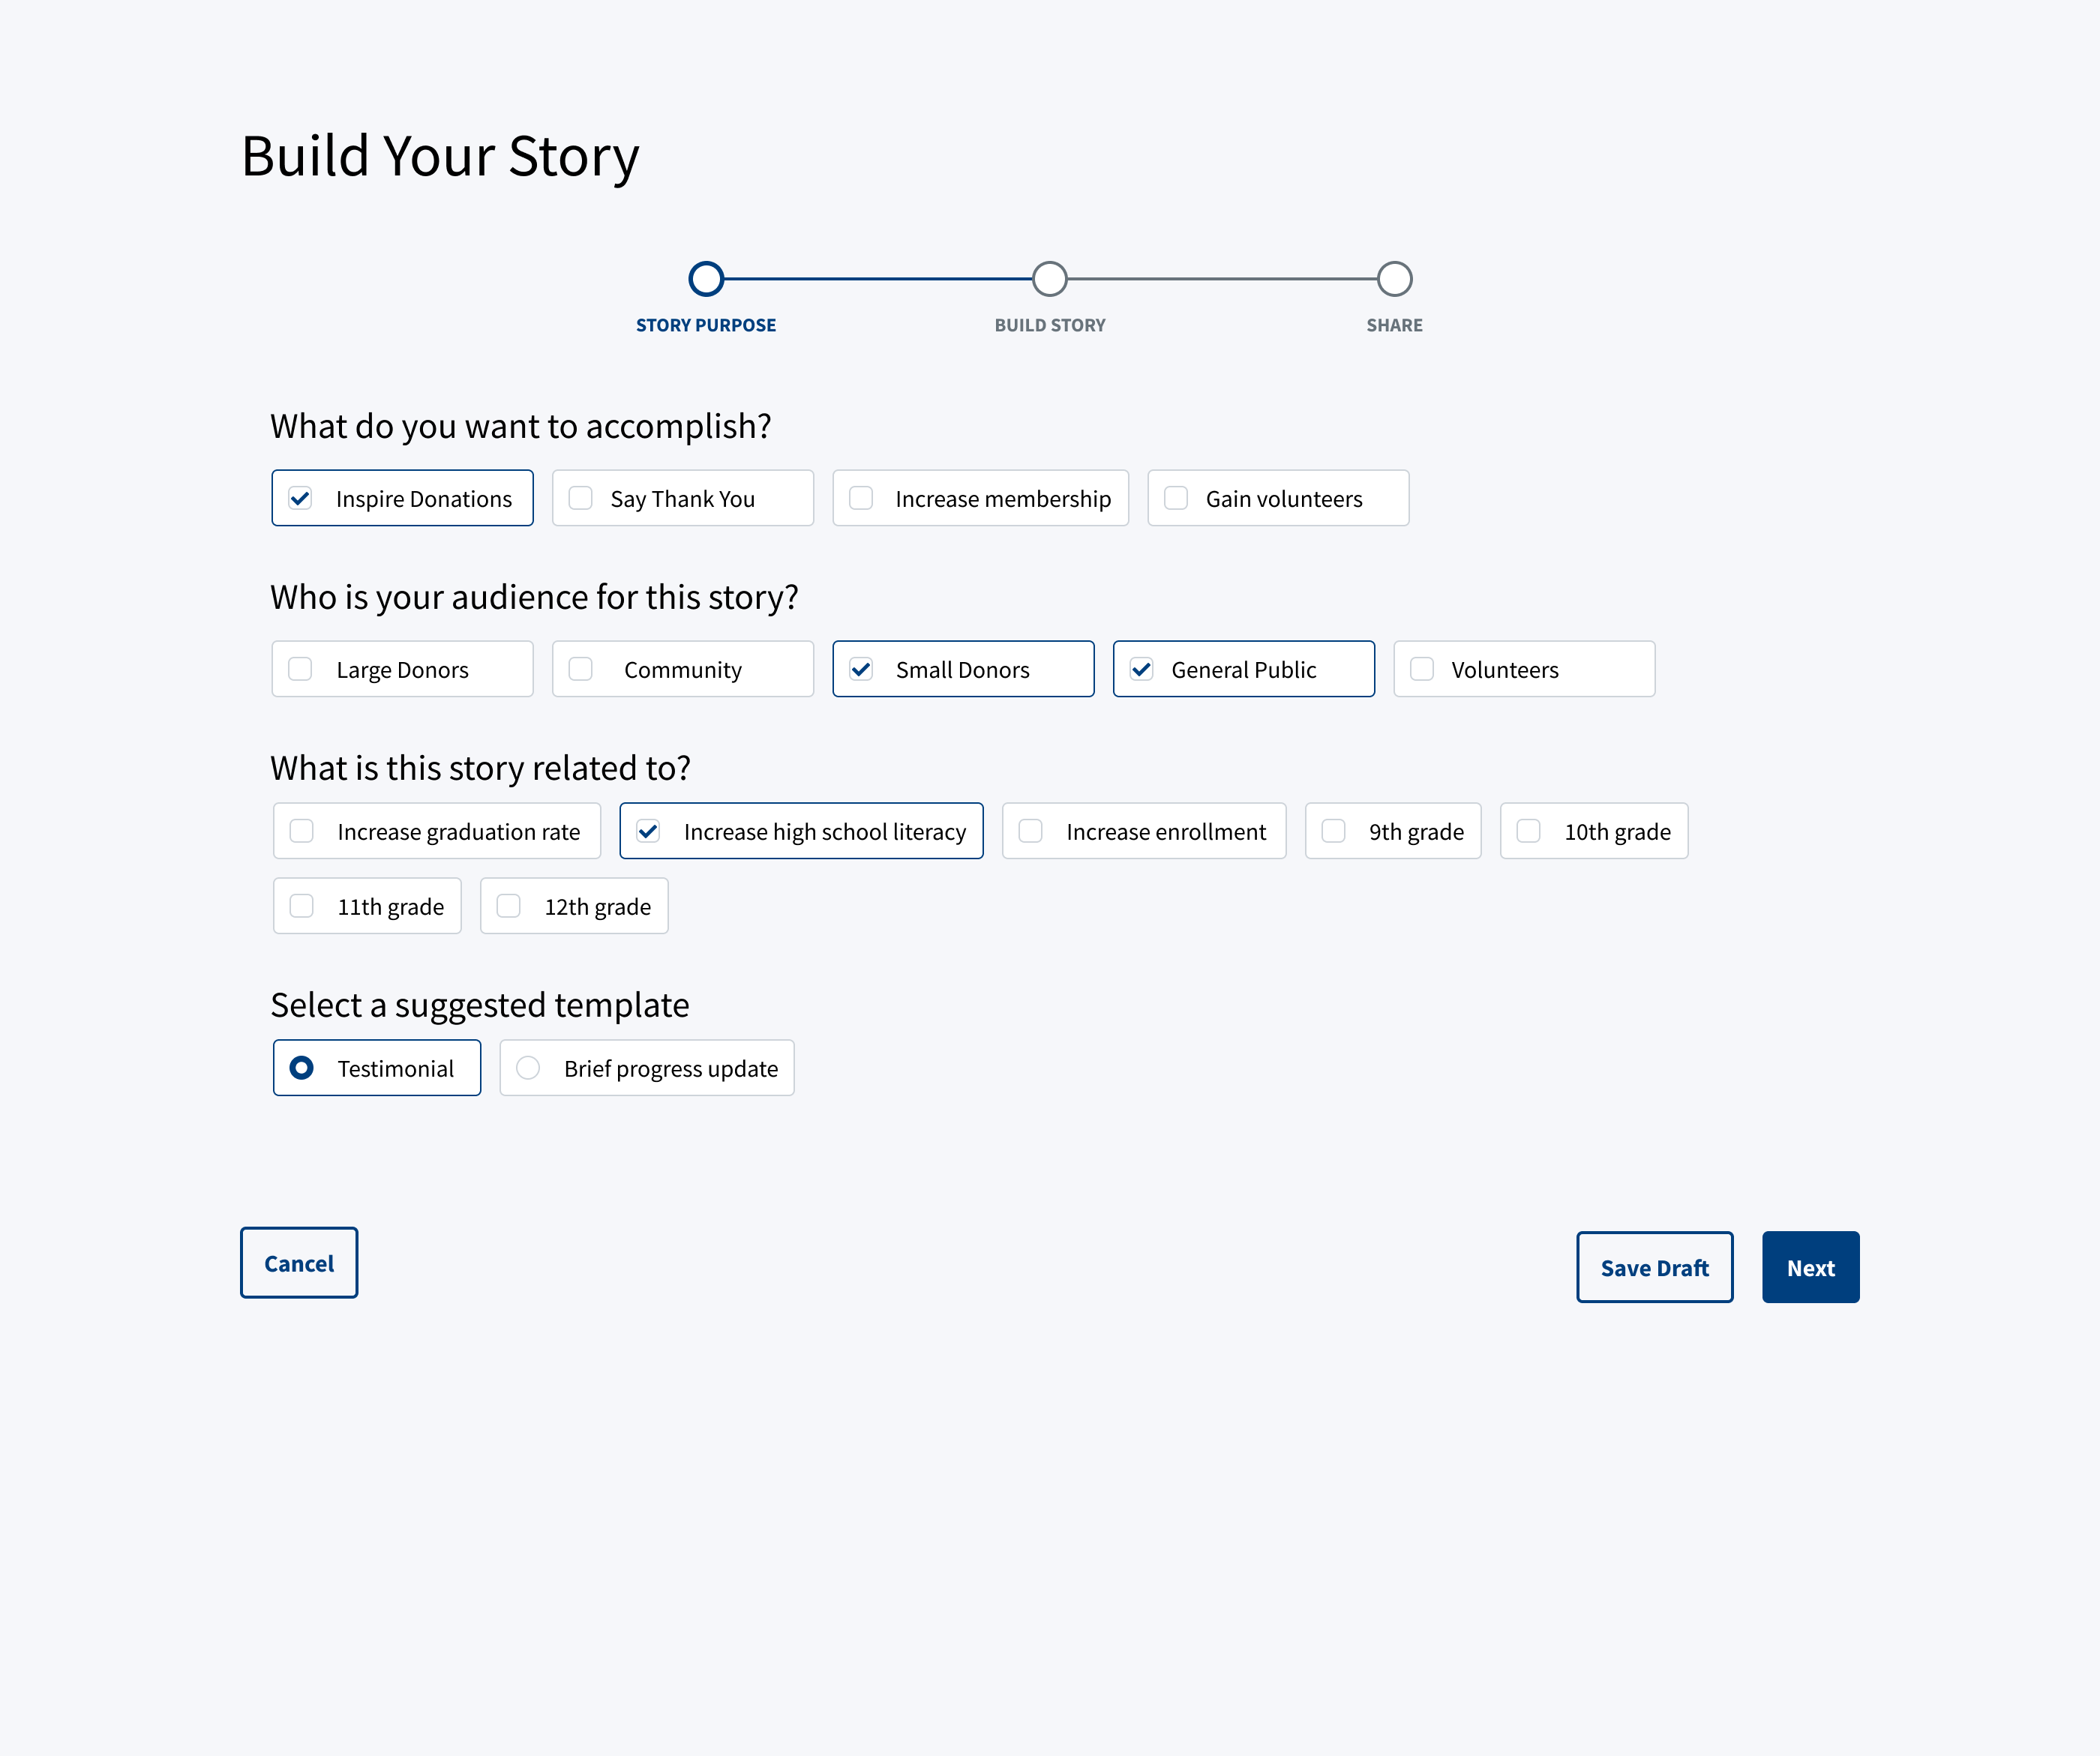 Build Your Story
STORY PURPOSE BUILD STORY SHARE
What do you want to accomplish?
Inspire Donations Say Thank You Increase membership Gain volunteers
Who is your audience for this story?
Large Donors Community Small Donors General Public Volunteers
What is this story related to?
Increase graduation rate Increase high school literacy Increase enrollment 9th grade 10th grade
11th grade 12th grade
Select a suggested template
Testimonial Brief progress update
Cancel Save Draft Next